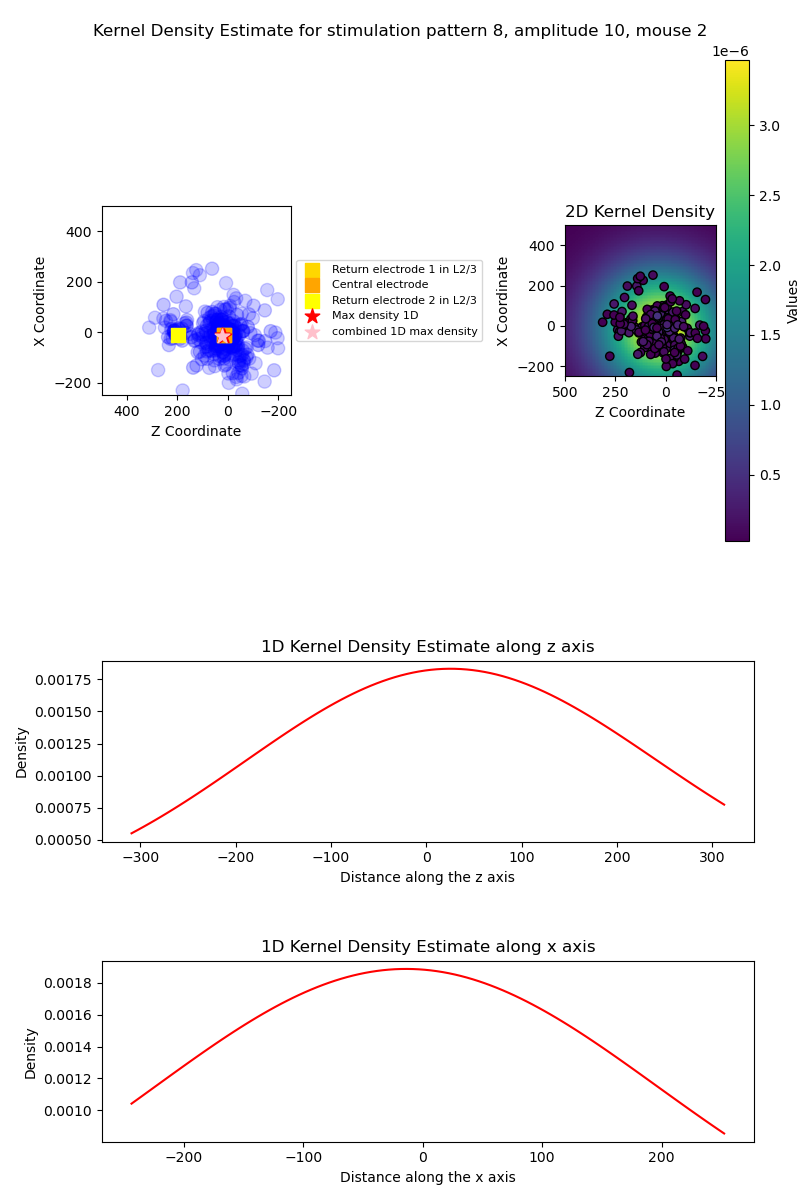 Kernel Density Estimate for stimulation pattern 8, amplitude 10, mouse 2
1e−6
400
200
0
−200
X Coordinate
400 200 0 −200
Z Coordinate
Return electrode 1 in L2/3
Central electrode
Return electrode 2 in L2/3
Max density 1D
combined 1D max density
2D Kernel Density
400
200
0
−200
X Coordinate
500 250 0 −25
Z Coordinate
3.0
2.5
2.0
1.5
1.0
0.5
Values
1D Kernel Density Estimate along z axis
0.00175
0.00150
0.00125
0.00100
0.00075
0.00050
Density
−300 −200 −100 0 100 200 300
Distance along the z axis
1D Kernel Density Estimate along x axis
0.0018
0.0016
0.0014
0.0012
0.0010
Density
−200 −100 0 100 200
Distance along the x axis